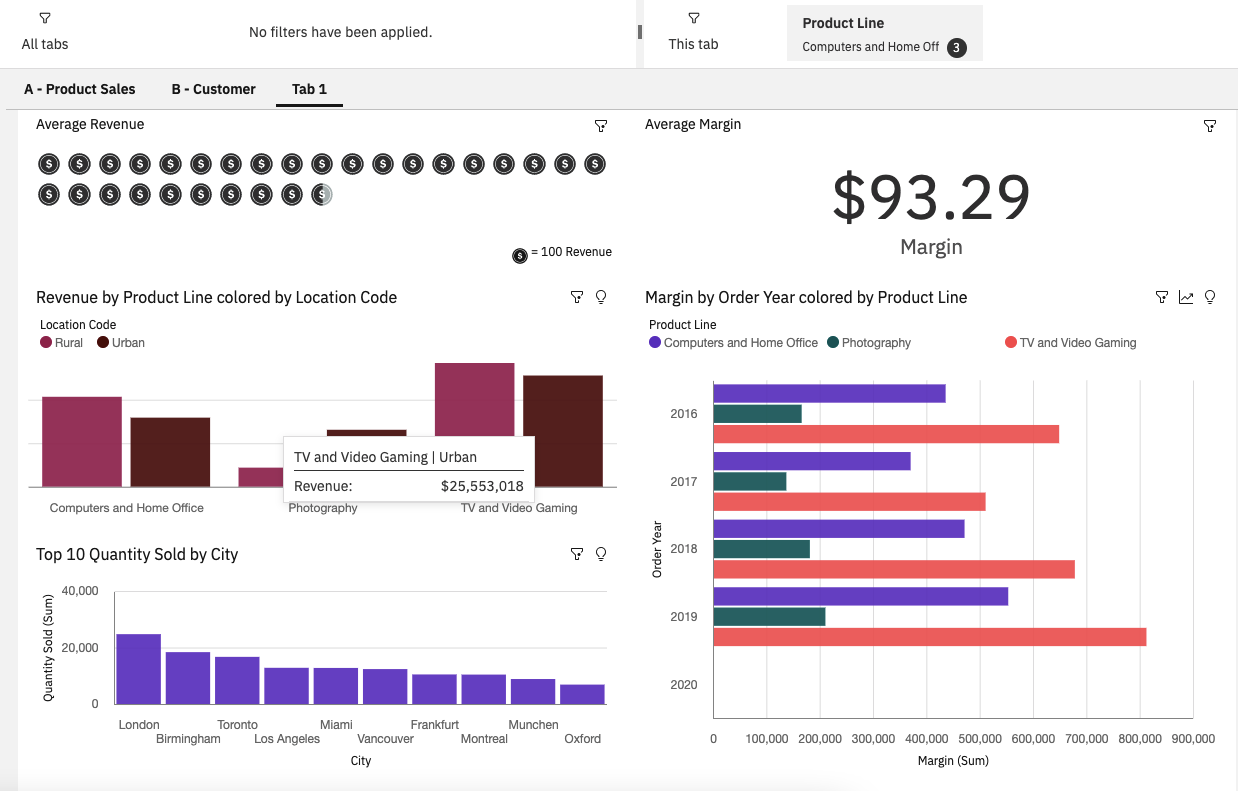 All tabs
No filters have been applied.
This tab
Product Line
Computers and Home Off 3
A - Product Sales
B - Customer
Tab 1
Average Revenue
$ $ $ $ $ $ $ $ $ $ $ $ $ $ $ $ $ $ $
$ $ $ $ $ $ $ $ $ $
$ = 100 Revenue
Average Margin
$93.29
Margin
Revenue by Product Line colored by Location Code
Location Code
Rural Urban
TV and Video Gaming | Urban
Revenue: $25,553,018
Computers and Home Office Photography TV and Video Gaming
Margin by Order Year colored by Product Line
Product Line
Computers and Home Office Photography TV and Video Gaming
Order Year
2016
2017
2018
2019
2020
0 100,000 200,000 300,000 400,000 500,000 600,000 700,000 800,000 900,000
Margin (Sum)
Top 10 Quantity Sold by City
Quantity Sold (Sum)
40,000
20,000
0
London Toronto Miami Frankfurt Munchen
Birmingham Los Angeles Vancouver Montreal Oxford
City